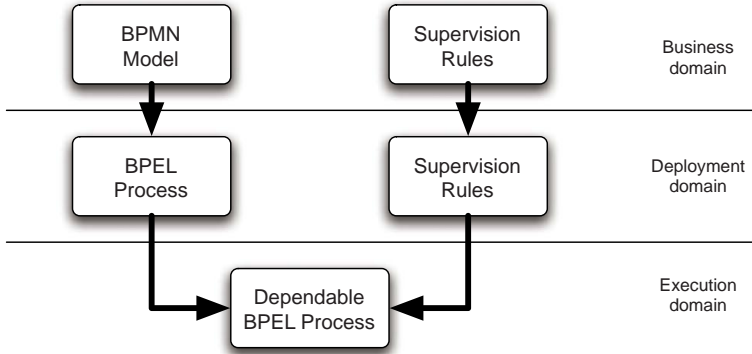 BPMN
Model
Supervision
Rules
Business
domain
BPEL
Process
Supervision
Rules
Deployment
domain
Dependable
BPEL Process
Execution
domain